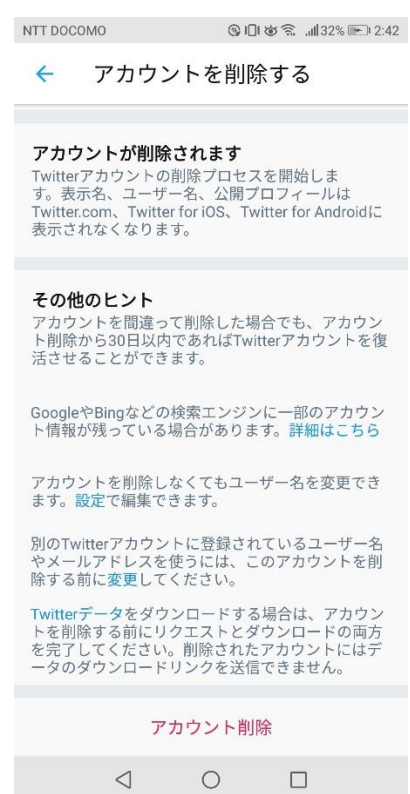 NTT DOCOMO 32% 2:42
アカウントを削除する
アカウントが削除されます
Twitterアカウントの削除プロセスを開始しま
す。表示名、ユーザー名、公開プロフィールは
Twitter.com、Twitter for iOS、Twitter for Androidに
表示されなくなります。
その他のヒント
アカウントを間違って削除した場合でも、アカウン
ト削除から30日以内であればTwitterアカウントを復
活させることができます。
GoogleやBingなどの検索エンジンに一部のアカウン
ト情報が残っている場合があります。詳細はこちら
アカウントを削除しなくてもユーザー名を変更でき
ます。設定で編集できます。
別のTwitterアカウントに登録されているユーザー名
やメールアドレスを使うには、このアカウントを削
除する前に変更してください。
Twitterデータをダウンロードする場合は、アカウン
トを削除する前にリクエストとダウンロードの両方
を完了してください。削除されたアカウントにはデ
ータのダウンロードリンクを送信できません。
アカウント削除